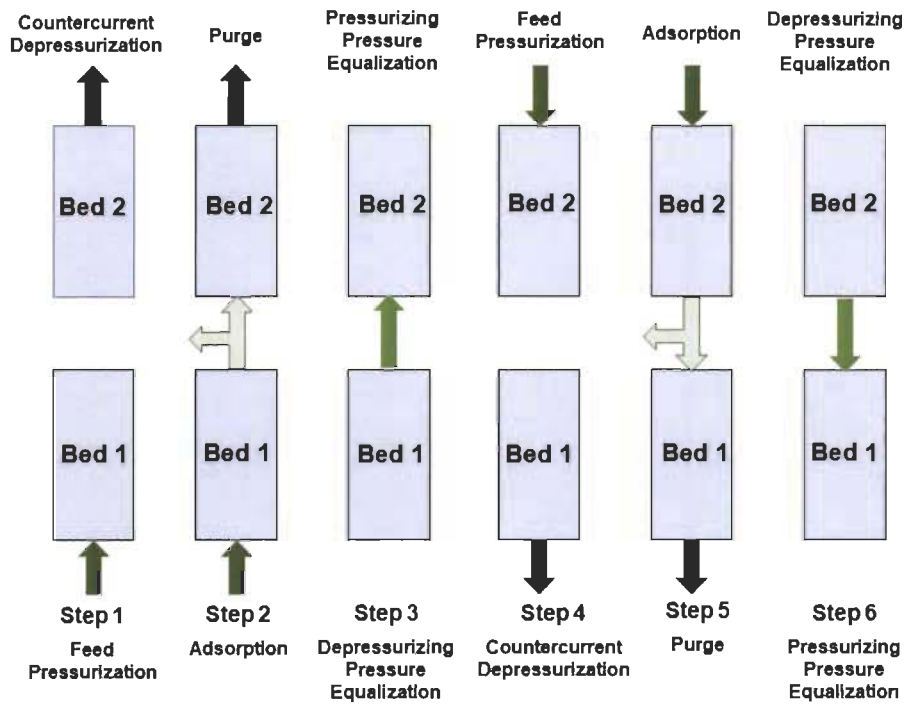 Countercurrent
Depressurization
Purge
Pressurizing
Pressure
Equalization
Feed
Pressurization
Adsorption
Depressurizing
Pressure
Equalization
Bed 2
Bed 2
Bed 2
Bed 2
Bed 2
Bed 2
Bed 1
Bed 1
Bed 1
Bed 1
Bed 1
Bed 1
Step 1
Feed
Pressurization
Step 2
Adsorption
Step 3
Depressurizing
Pressure
Equalization
Step 4
Countercurrent
Depressurization
Step 5
Purge
Step 6
Pressurizing
Pressure
Equalization